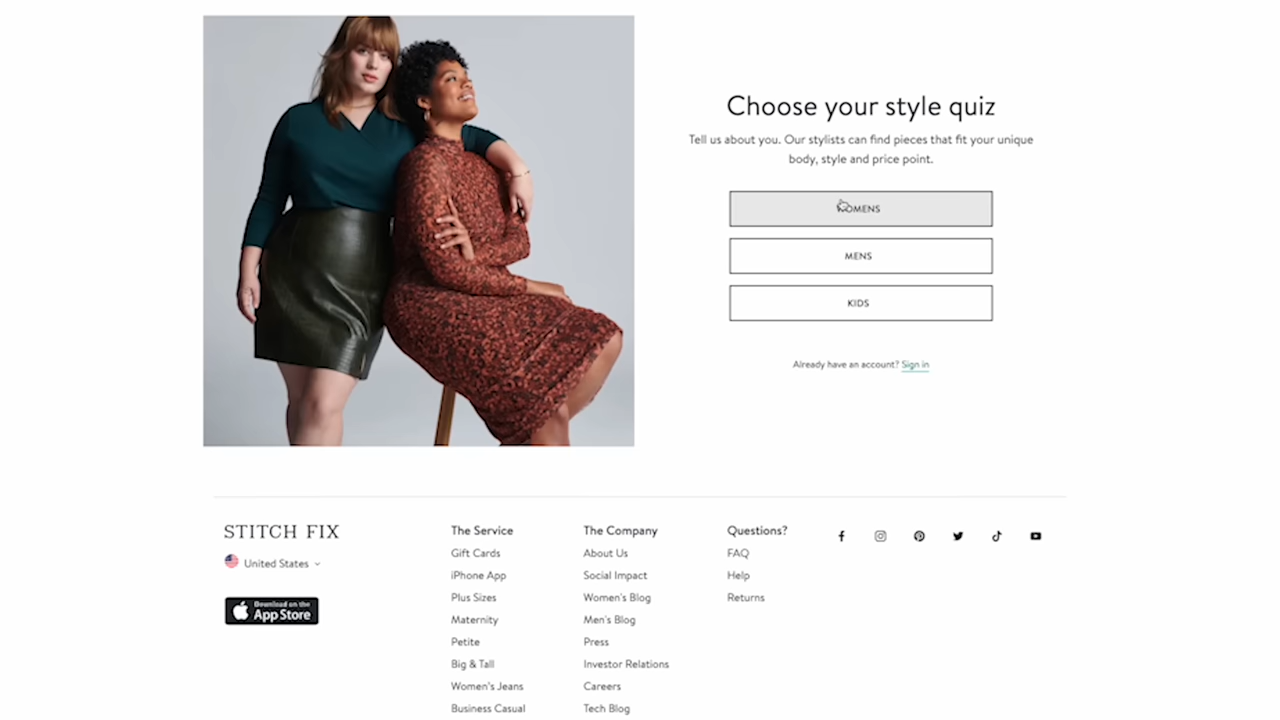 Choose your style quiz
Tell us about you. Our stylists can find pieces that fit your unique
body, style and price point.
WOMENS
MENS
KIDS
Already have an account? Sign in
STITCH FIX
United States
Download on the
App Store
The Service
Gift Cards
iPhone App
Plus Sizes
Maternity
Petite
Big & Tall
Women's Jeans
Business Casual
The Company
About Us
Social Impact
Women's Blog
Men's Blog
Press
Investor Relations
Careers
Tech Blog
Questions?
FAQ
Help
Returns